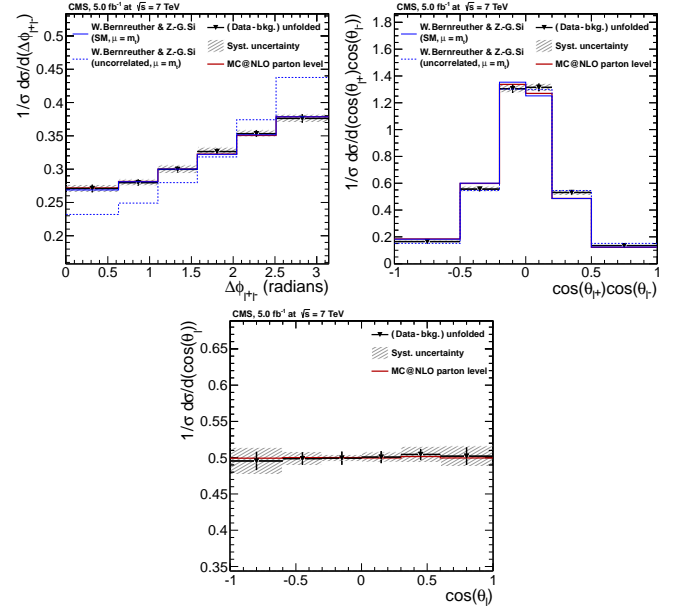 CMS, 5.0 fb⁻¹ at √s = 7 TeV
W.Bernreuther & Z.-G.Si
(SM, μ = mₜ)
W.Bernreuther & Z.-G.Si
(uncorrelated, μ = mₜ)
(Data-bkg.) unfolded
Syst. uncertainty
MC@NLO parton level
1/σ dσ/d(Δϕₗ₊ₗ₋)
0.5
0.4
0.3
0.2
0 0.5 1 1.5 2 2.5 3
Δϕₗ₊ₗ₋ (radians)
CMS, 5.0 fb⁻¹ at √s = 7 TeV
W.Bernreuther & Z.-G.Si
(SM, μ = mₜ)
W.Bernreuther & Z.-G.Si
(uncorrelated, μ = mₜ)
(Data-bkg.) unfolded
Syst. uncertainty
MC@NLO parton level
1/σ dσ/d(cos(θₗ₊)cos(θₗ₋))
1.8
1.6
1.4
1.2
1
0.8
0.6
0.4
0.2
0
-1 -0.5 0 0.5 1
cos(θₗ₊)cos(θₗ₋)
CMS, 5.0 fb⁻¹ at √s = 7 TeV
(Data-bkg.) unfolded
Syst. uncertainty
MC@NLO parton level
1/σ dσ/d(cos(θₗ))
0.65
0.6
0.55
0.5
0.45
0.4
0.35
-1 -0.5 0 0.5 1
cos(θₗ)